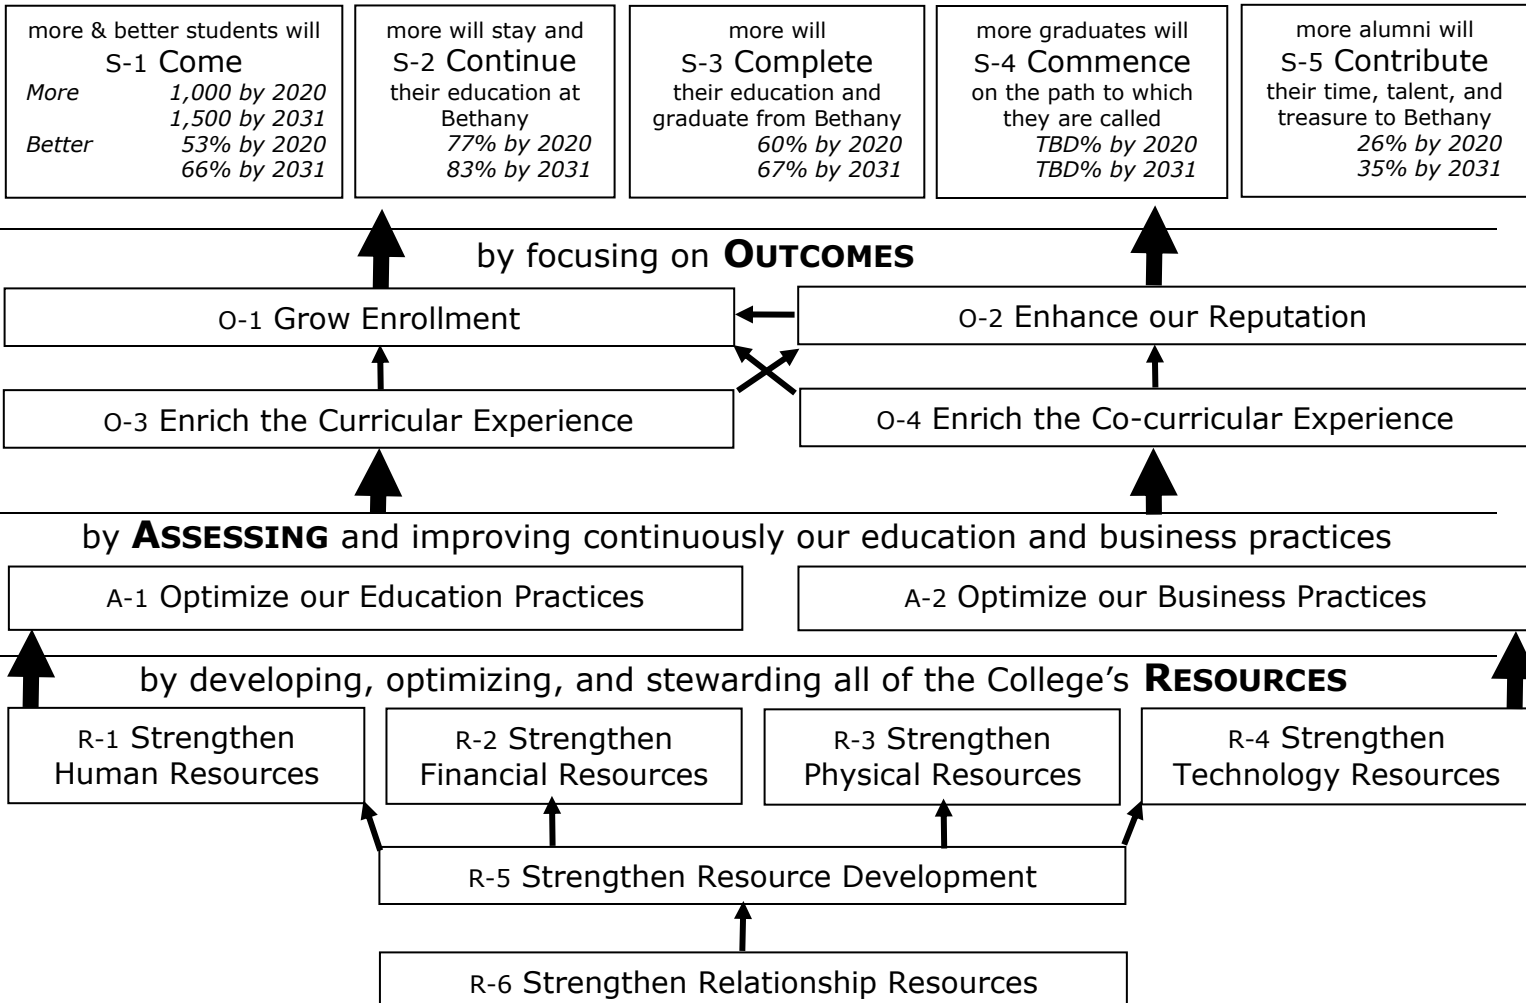 more & better students will
S-1 Come
More 1,000 by 2020
1,500 by 2031
Better 53% by 2020
66% by 2031
more will stay and
S-2 Continue
their education at
Bethany
77% by 2020
83% by 2031
more will
S-3 Complete
their education and
graduate from Bethany
60% by 2020
67% by 2031
more graduates will
S-4 Commence
on the path to which
they are called
TBD% by 2020
TBD% by 2031
more alumni will
S-5 Contribute
their time, talent, and
treasure to Bethany
26% by 2020
35% by 2031
by focusing on OUTCOMES
O-1 Grow Enrollment
O-2 Enhance our Reputation
O-3 Enrich the Curricular Experience
O-4 Enrich the Co-curricular Experience
by ASSESSING and improving continuously our education and business practices
A-1 Optimize our Education Practices
A-2 Optimize our Business Practices
by developing, optimizing, and stewarding all of the College’s RESOURCES
R-1 Strengthen
Human Resources
R-2 Strengthen
Financial Resources
R-3 Strengthen
Physical Resources
R-4 Strengthen
Technology Resources
R-5 Strengthen Resource Development
R-6 Strengthen Relationship Resources